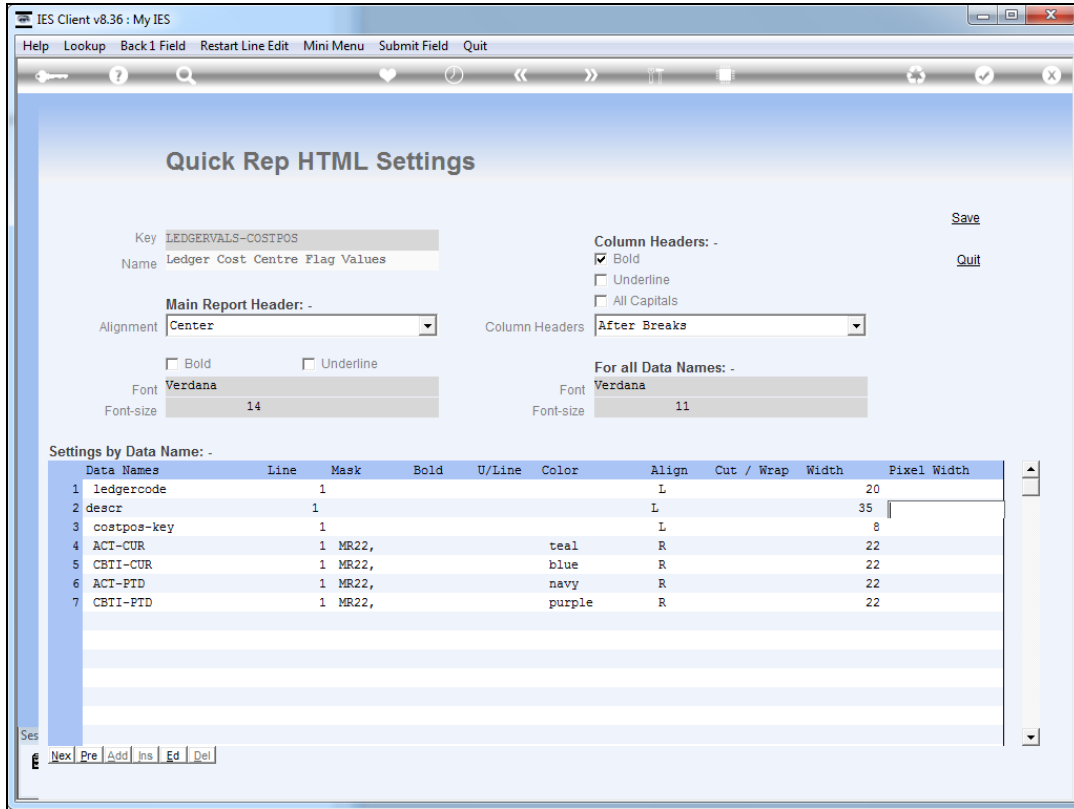 IES Client v8.36 : My IES
Help Lookup Back 1 Field Restart Line Edit Mini Menu Submit Field Quit
Quick Rep HTML Settings
Save
Key LEDGERVALS-COSTPOS
Column Headers: -
Name Ledger Cost Centre Flag Values
Bold
Quit
Underline
Main Report Header: -
All Capitals
Alignment Center
Column Headers After Breaks
Bold Underline
For all Data Names: -
Font Verdana
Font Verdana
Font-size 14
Font-size 11
Settings by Data Name: -
Data Names Line Mask Bold U/Line Color Align Cut / Wrap Width Pixel Width
1 ledgercode 1 L 20
2 descr 1 L 35
3 costpos-key 1 L 8
4 ACT-CUR 1 MR22, teal R 22
5 CBTI-CUR 1 MR22, blue R 22
6 ACT-PTD 1 MR22, navy R 22
7 CBTI-PTD 1 MR22, purple R 22
Ses
Nex Pre Add Ins Ed Del